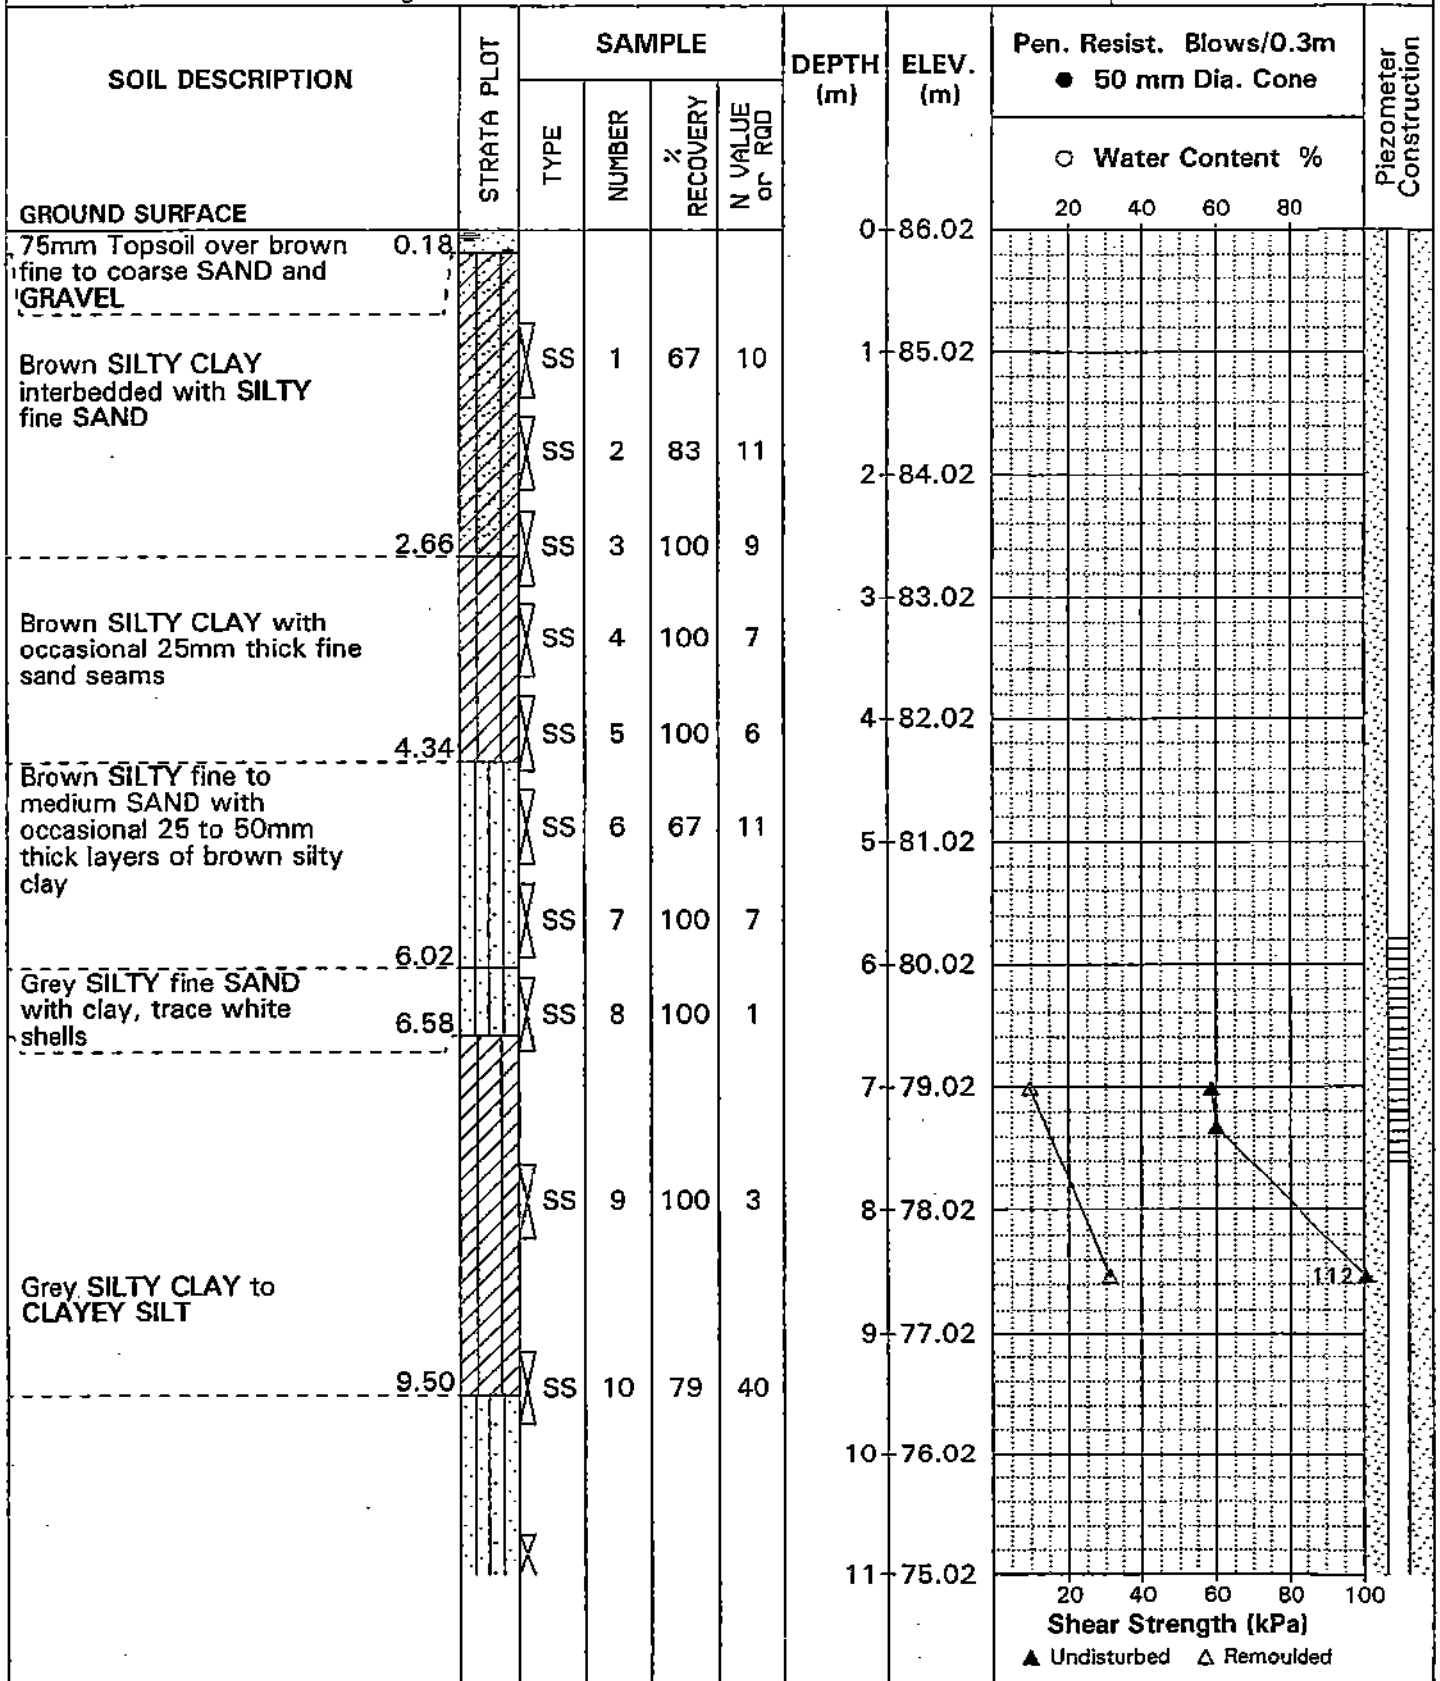 SOIL DESCRIPTION
GROUND SURFACE
STRATA PLOT
SAMPLE
TYPE
NUMBER
% RECOVERY
N VALUE or RQD
DEPTH (m)
ELEV. (m)
Pen. Resist. Blows/0.3m
● 50 mm Dia. Cone
○ Water Content %
20 40 60 80
Piezometer Construction
75mm Topsoil over brown 0.18
fine to coarse SAND and
GRAVEL
Brown SILTY CLAY
interbedded with SILTY
fine SAND
2.66
Brown SILTY CLAY with
occasional 25mm thick fine
sand seams
4.34
Brown SILTY fine to
medium SAND with
occasional 25 to 50mm
thick layers of brown silty
clay
6.02
Grey SILTY fine SAND
with clay, trace white
shells 6.58
Grey SILTY CLAY to
CLAYEY SILT
9.50
SS 1 67 10
SS 2 83 11
SS 3 100 9
SS 4 100 7
SS 5 100 6
SS 6 67 11
SS 7 100 7
SS 8 100 1
SS 9 100 3
SS 10 79 40
0 86.02
1 85.02
2 84.02
3 83.02
4 82.02
5 81.02
6 80.02
7 79.02
8 78.02
9 77.02
10 76.02
11 75.02
112
20 40 60 80 100
Shear Strength (kPa)
▲ Undisturbed △ Remoulded